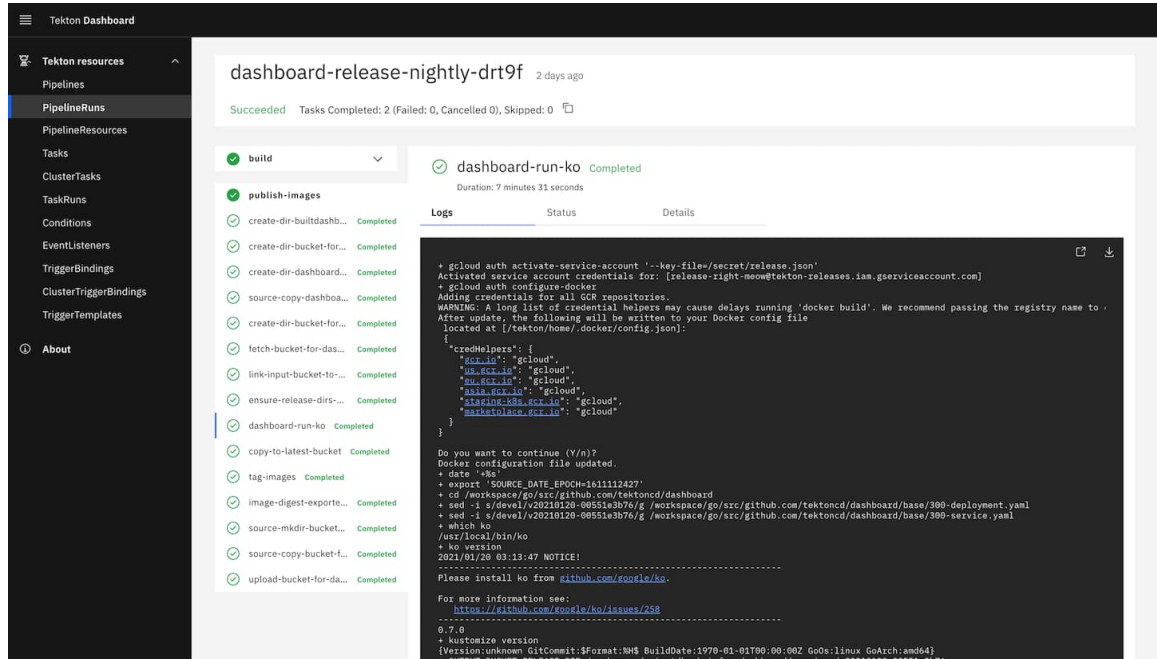 Tekton Dashboard
Tekton resources
Pipelines
PipelineRuns
PipelineResources
Tasks
ClusterTasks
TaskRuns
Conditions
EventListeners
TriggerBindings
ClusterTriggerBindings
TriggerTemplates
About
dashboard-release-nightly-drt9f 2 days ago
Succeeded Tasks Completed: 2 (Failed: 0, Cancelled 0), Skipped: 0
build
publish-images
create-dir-builtdashb... Completed
create-dir-bucket-for... Completed
create-dir-dashboard... Completed
source-copy-dashboa... Completed
create-dir-bucket-for... Completed
fetch-bucket-for-das... Completed
link-input-bucket-to-... Completed
ensure-release-dirs-... Completed
dashboard-run-ko Completed
copy-to-latest-bucket Completed
tag-images Completed
image-digest-exporte... Completed
source-mkdir-bucket... Completed
source-copy-bucket-f... Completed
upload-bucket-for-da... Completed
dashboard-run-ko Completed
Duration: 7 minutes 31 seconds
Logs Status Details
+ gcloud auth activate-service-account '--key-file=/secret/release.json'
Activated service account credentials for: [release-right-meow@tekton-releases.iam.gserviceaccount.com]
+ gcloud auth configure-docker
Adding credentials for all GCR repositories.
WARNING: A long list of credential helpers may cause delays running 'docker build'. We recommend passing the registry name to
After update, the following will be written to your Docker config file
located at [/tekton/home/.docker/config.json]:
{
"credHelpers": {
"gcr.io": "gcloud",
"us.gcr.io": "gcloud",
"eu.gcr.io": "gcloud",
"asia.gcr.io": "gcloud",
"staging-k8s.gcr.io": "gcloud",
"marketplace.gcr.io": "gcloud"
}
}
Do you want to continue (Y/n)?
Docker configuration file updated.
+ date '+%s'
+ export 'SOURCE_DATE_EPOCH=1611112427'
+ cd /workspace/go/src/github.com/tektoncd/dashboard
+ sed -i s/devel/v20210120-00551e3b76/g /workspace/go/src/github.com/tektoncd/dashboard/base/300-deployment.yaml
+ sed -i s/devel/v20210120-00551e3b76/g /workspace/go/src/github.com/tektoncd/dashboard/base/300-service.yaml
+ which ko
/usr/local/bin/ko
+ ko version
2021/01/20 03:13:47 NOTICE!
-----------------------------------------------------------------
Please install ko from github.com/google/ko.
For more information see:
https://github.com/google/ko/issues/258
-----------------------------------------------------------------
0.7.0
+ kustomize version
{Version:unknown GitCommit:$Format:%H$ BuildDate:1970-01-01T00:00:00Z GoOs:linux GoArch:amd64}